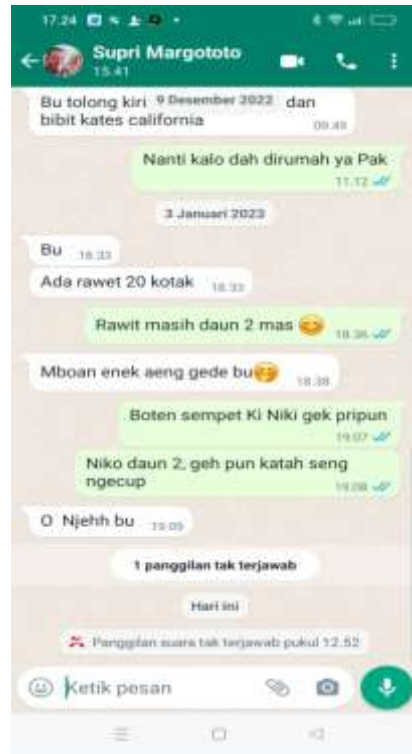 17.24
Supri Margototo
15.41
Bu tolong kiri 9 Desember 2022 dan
bibit kates california
09.49
Nanti kalo dah dirumah ya Pak
11.12
3 Januari 2023
Bu 18.33
Ada rawet 20 kotak 18.33
Rawit masih daun 2 mas 18.36
Mboan enek aeng gede bu 18.38
Boten sempet Ki Niki gek pripun
19.07
Niko daun 2, geh pun katah seng
ngecup 19.08
O Njehh bu 19.09
1 panggilan tak terjawab
Hari ini
Panggilan suara tak terjawab pukul 12.52
Ketik pesan